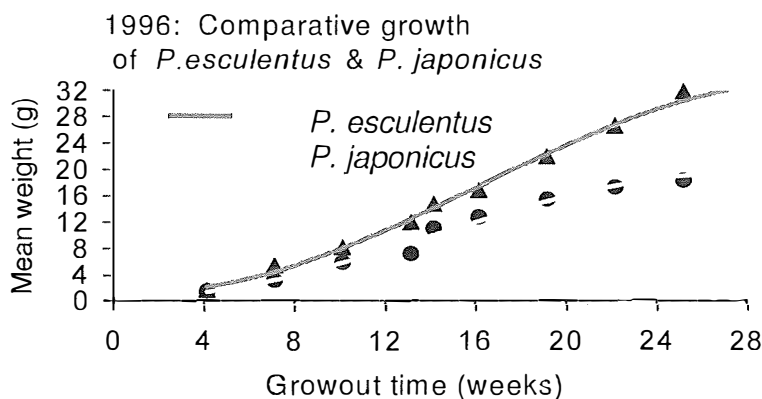 1996: Comparative growth
of P.esculentus & P. japonicus
Mean weight (g)
32
28
24
20
16
12
8
4
0
P. esculentus
P. japonicus
0 4 8 12 16 20 24 28
Growout time (weeks)